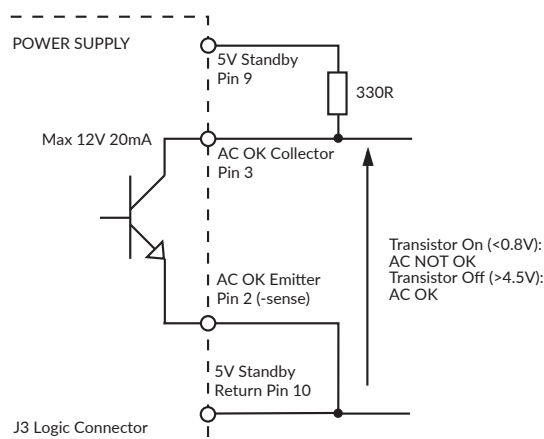 POWER SUPPLY
5V Standby
Pin 9
330R
Max 12V 20mA
AC OK Collector
Pin 3
Transistor On (<0.8V):
AC NOT OK
Transistor Off (>4.5V):
AC OK
AC OK Emitter
Pin 2 (-sense)
5V Standby
Return Pin 10
J3 Logic Connector